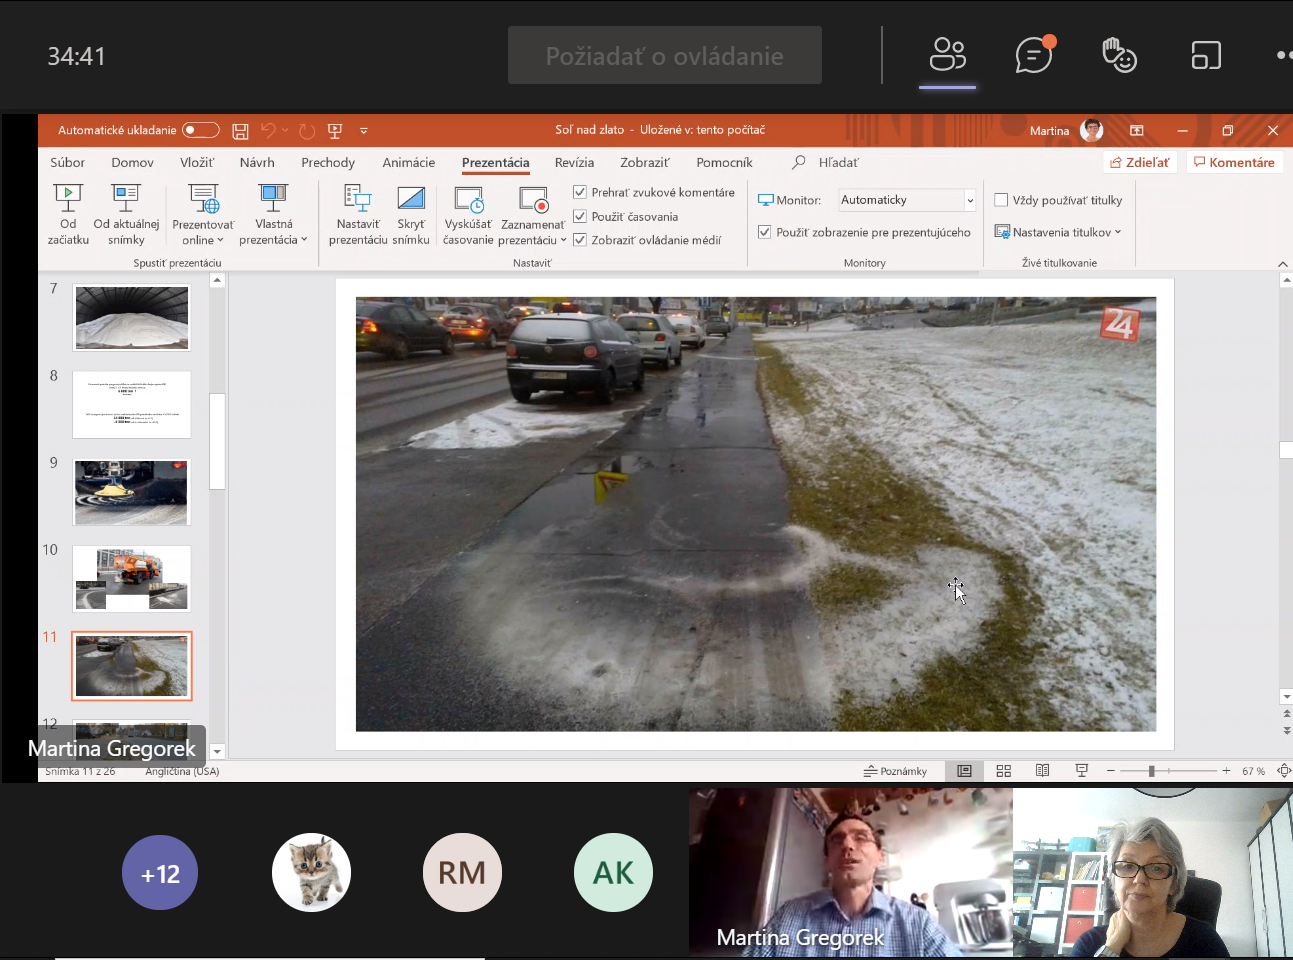 34:41
Požiadať o ovládanie
Automatické ukladanie
Soľ nad zlato - Uložené v: tento počítač
Martina
Súbor Domov Vložiť Návrh Prechody Animácie Prezentácia Revízia Zobraziť Pomocník Hľadať Zdieľať Komentáre
Od začiatku
Od aktuálnej snímky
Prezentovať online
Vlastná prezentácia
Spustiť prezentáciu
Nastaviť prezentáciu
Skryť snímku
Vyskúšať časovanie
Zaznamenať prezentáciu
Prehrať zvukové komentáre
Použiť časovania
Zobraziť ovládanie médií
Nastaviť
Monitor: Automaticky
Použiť zobrazenie pre prezentujúceho
Monitory
Vždy používať titulky
Nastavenia titulkov
Živé titulkovanie
7
8
9
10
11
12
24
Martina Gregorek
Snímka 11 z 26 Angličtina (USA)
Poznámky
67 %
+12
RM
AK
Martina Gregorek